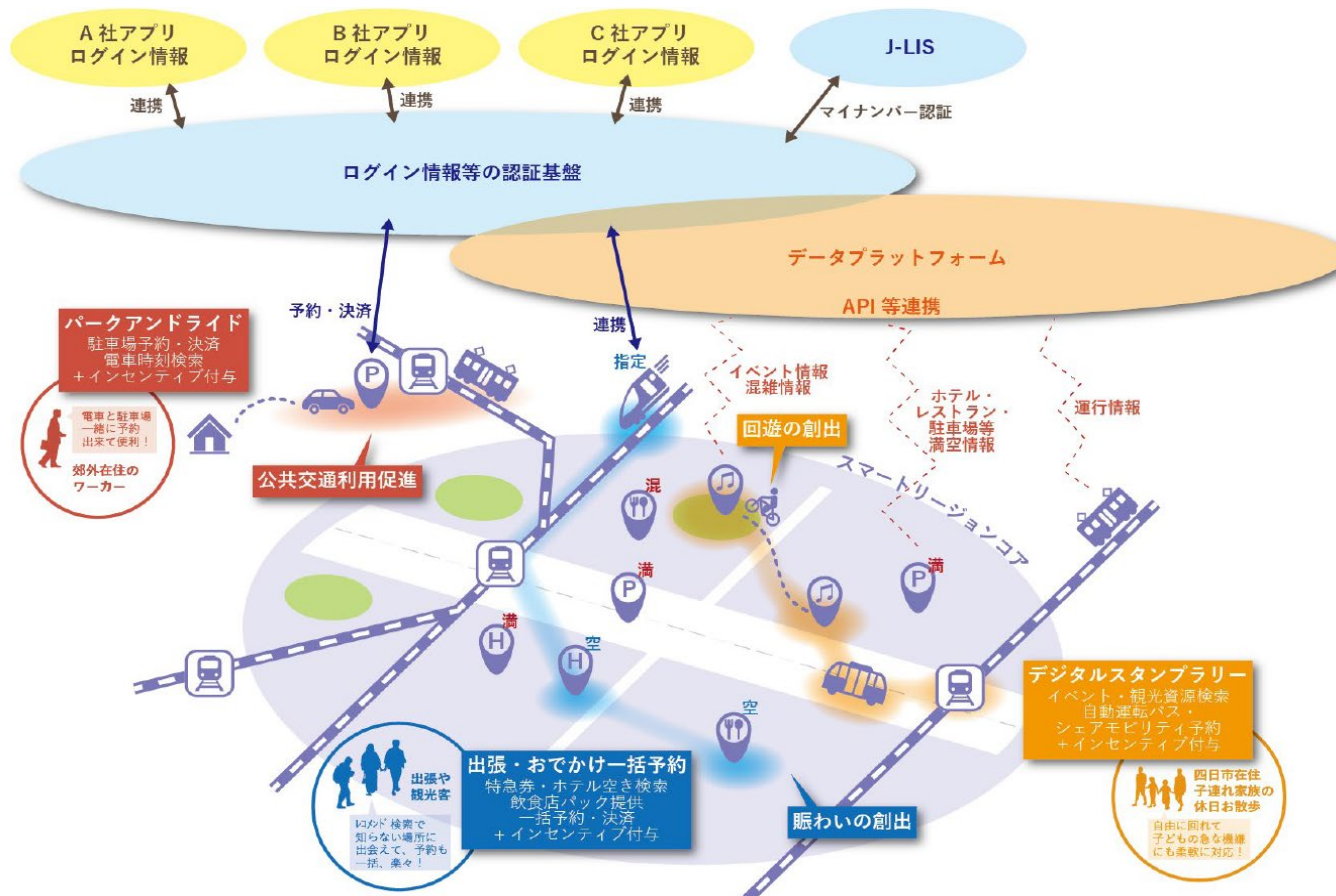 A 社アプリ
ログイン情報
B 社アプリ
ログイン情報
C 社アプリ
ログイン情報
J-LIS
連携
連携
連携
マイナンバー認証
ログイン情報等の認証基盤
データプラットフォーム
API 等連携
予約・決済
連携
指定
パークアンドライド
駐車場予約・決済
電車時刻検索
+インセンティブ付与
電車と駐車場
一緒に予約
出来て便利！
郊外在住の
ワーカー
公共交通利用促進
イベント情報
混雑情報
ホテル・
レストラン・
駐車場等
満空情報
運行情報
回遊の創出
スマートリージョンコア
P
混
満
P
満
P
満
H
空
H
空
デジタルスタンプラリー
イベント・観光資源検索
自動運転バス・
シェアモビリティ予約
+インセンティブ付与
四日市在住
子連れ家族の
休日お散歩
自由に回れて
子どもの急な機嫌
にも柔軟に対応！
出張や
観光客
レコメンド検索で
知らない場所に
出会えて、予約も
一括、楽々！
出張・おでかけ一括予約
特急券・ホテル空き検索
飲食店パック提供
一括予約・決済
+インセンティブ付与
賑わいの創出